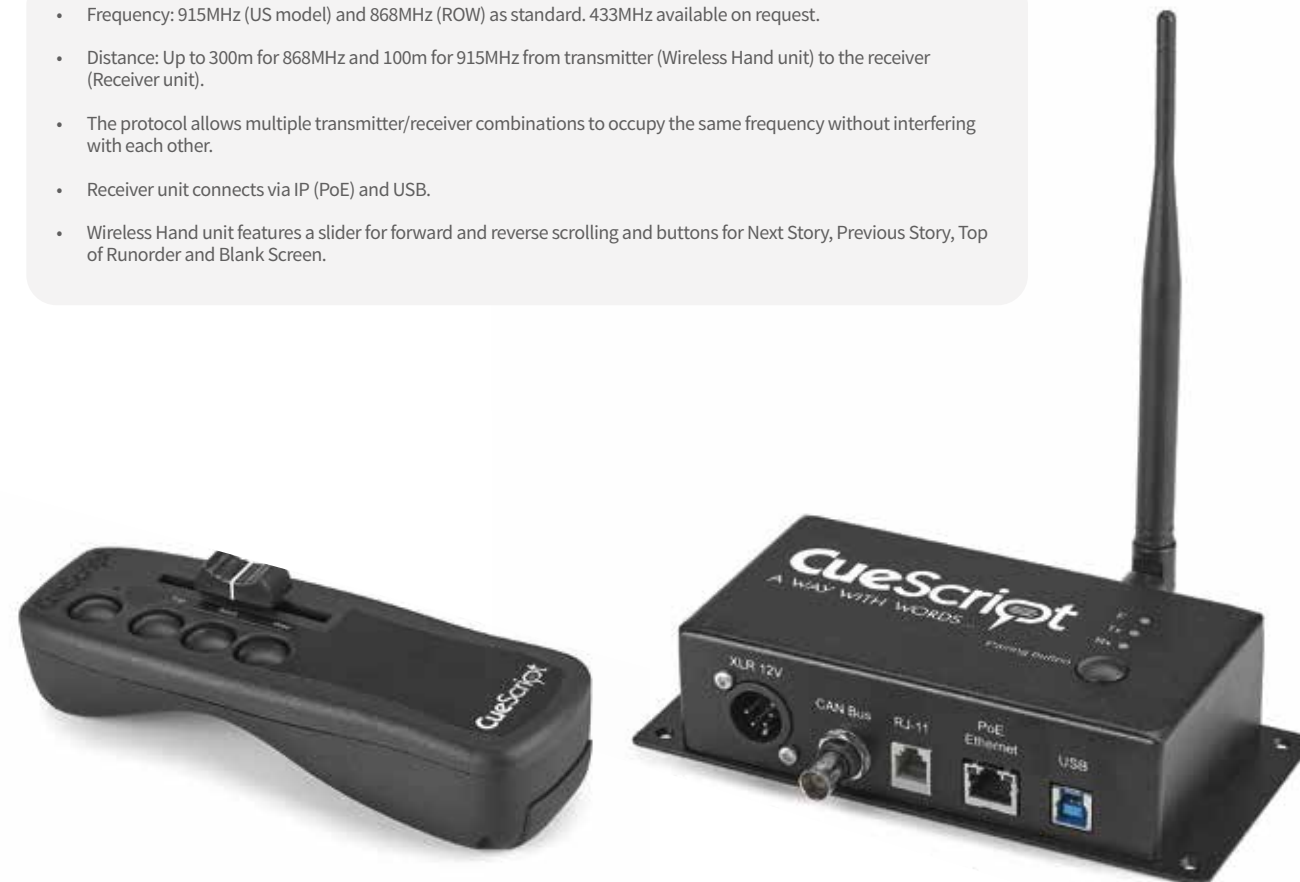 • Frequency: 915MHz (US model) and 868MHz (ROW) as standard. 433MHz available on request.
• Distance: Up to 300m for 868MHz and 100m for 915MHz from transmitter (Wireless Hand unit) to the receiver
(Receiver unit).
• The protocol allows multiple transmitter/receiver combinations to occupy the same frequency without interfering
with each other.
• Receiver unit connects via IP (PoE) and USB.
• Wireless Hand unit features a slider for forward and reverse scrolling and buttons for Next Story, Previous Story, Top
of Runorder and Blank Screen.
CueScript
CueScript
CueScript
A WAY WITH WORDS...
Tx
Rx
Pairing Button
XLR 12V
CAN Bus
RJ-11
PoE
Ethernet
USB